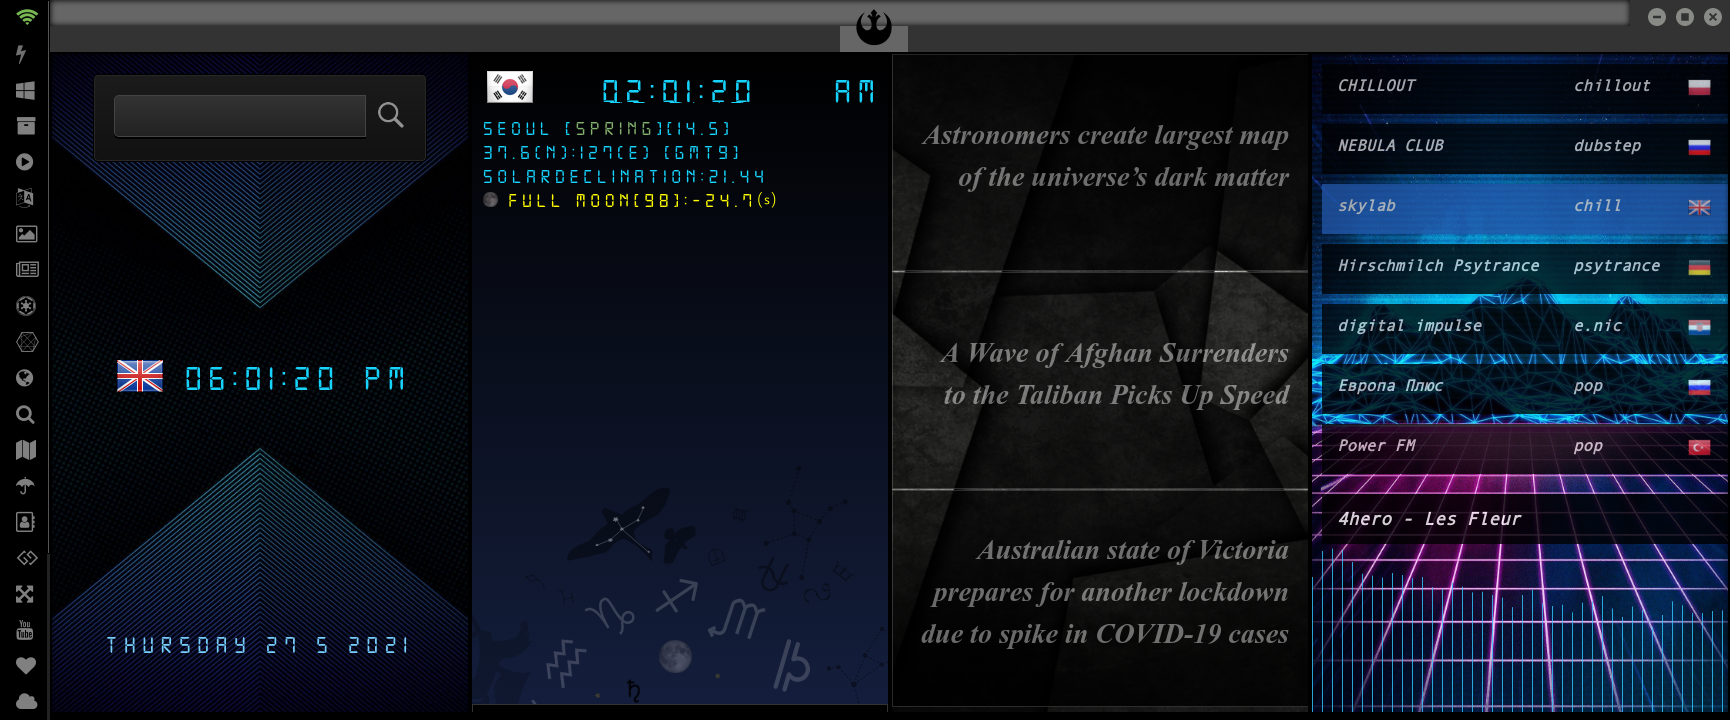 06:01:20 PM
THURSDAY 27 5 2021
02:01:20 AM
SEOUL [SPRING][14.5]
37.6(N):127(E) [GMT9]
SOLARDECLINATION:21.44
FULL MOON[98]:-24.7(s)
Astronomers create largest map
of the universe’s dark matter
A Wave of Afghan Surrenders
to the Taliban Picks Up Speed
Australian state of Victoria
prepares for another lockdown
due to spike in COVID-19 cases
CHILLOUT chillout
NEBULA CLUB dubstep
skylab chill
Hirschmilch Psytrance psytrance
digital impulse e.nic
Европа Плюс pop
Power FM pop
4hero - Les Fleur
You
Tube